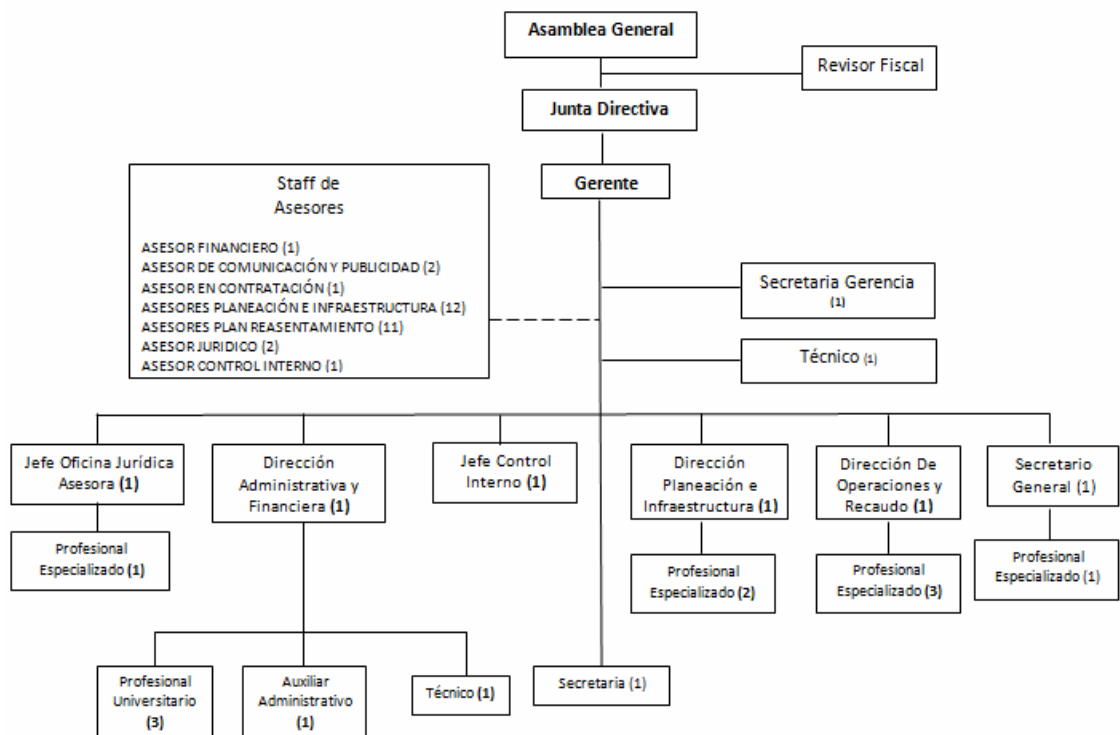 Asamblea General
Revisor Fiscal
Junta Directiva
Gerente
Staff de
Asesores
ASESOR FINANCIERO (1)
ASESOR DE COMUNICACIÓN Y PUBLICIDAD (2)
ASESOR EN CONTRATACIÓN (1)
ASESORES PLANEACIÓN E INFRAESTRUCTURA (12)
ASESORES PLAN REASENTAMIENTO (11)
ASESOR JURIDICO (2)
ASESOR CONTROL INTERNO (1)
Secretaria Gerencia
(1)
Técnico (1)
Jefe Oficina Jurídica
Asesora (1)
Dirección
Administrativa y
Financiera (1)
Jefe Control
Interno (1)
Dirección
Planeación e
Infraestructura (1)
Dirección De
Operaciones y
Recaudo (1)
Secretario
General (1)
Profesional
Especializado (1)
Profesional
Especializado (2)
Profesional
Especializado (3)
Profesional
Especializado (1)
Profesional
Universitario
(3)
Auxiliar
Administrativo
(1)
Técnico (1)
Secretaria (1)